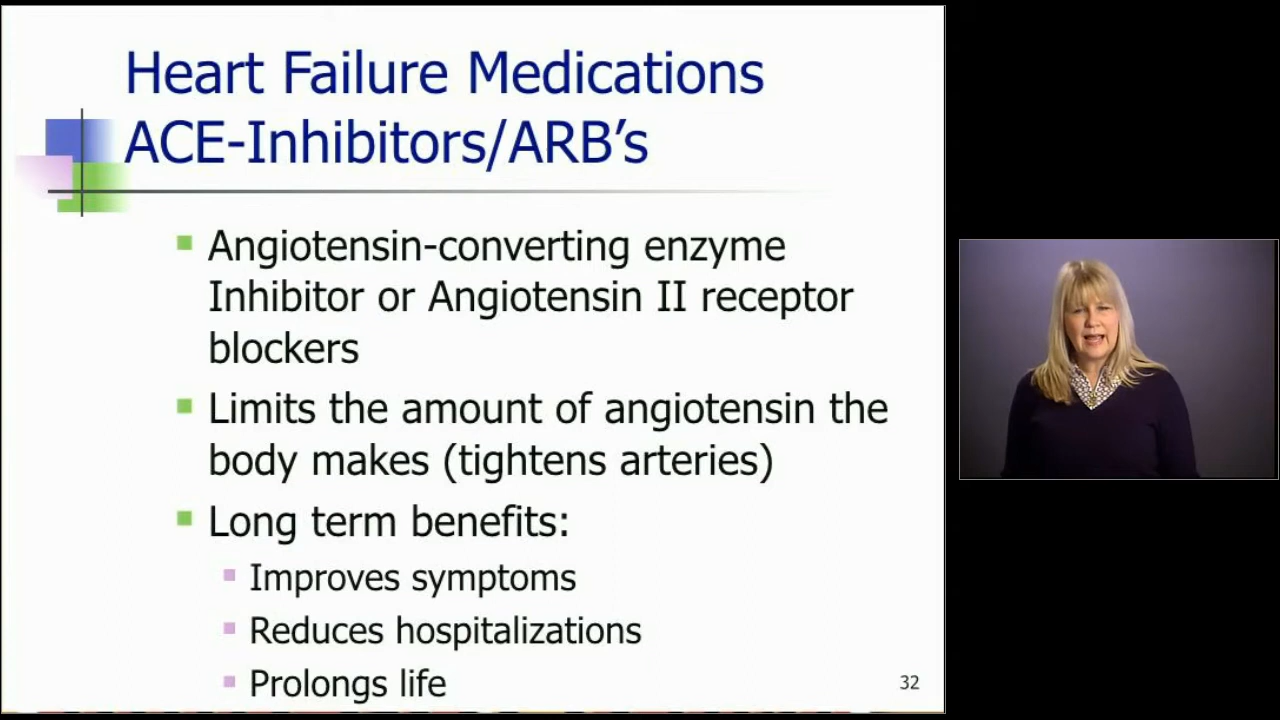 Heart Failure Medications
ACE-Inhibitors/ARB’s
Angiotensin-converting enzyme
Inhibitor or Angiotensin II receptor
blockers
Limits the amount of angiotensin the
body makes (tightens arteries)
Long term benefits:
Improves symptoms
Reduces hospitalizations
Prolongs life
32